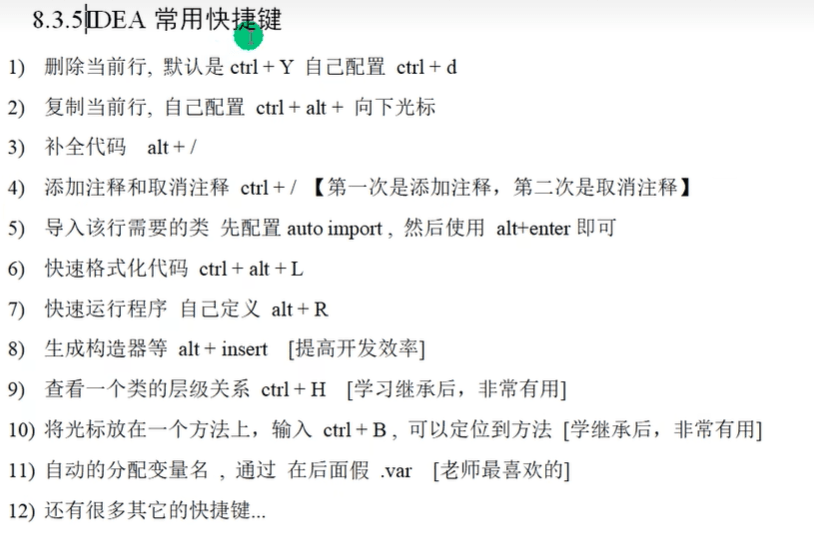 8.3.5IDEA 常用快捷键
1) 删除当前行, 默认是 ctrl + Y 自己配置 ctrl + d
2) 复制当前行, 自己配置 ctrl + alt + 向下光标
3) 补全代码 alt + /
4) 添加注释和取消注释 ctrl + / 【第一次是添加注释，第二次是取消注释】
5) 导入该行需要的类 先配置 auto import , 然后使用 alt+enter 即可
6) 快速格式化代码 ctrl + alt + L
7) 快速运行程序 自己定义 alt + R
8) 生成构造器等 alt + insert [提高开发效率]
9) 查看一个类的层级关系 ctrl + H [学习继承后，非常有用]
10) 将光标放在一个方法上，输入 ctrl + B , 可以定位到方法 [学继承后，非常有用]
11) 自动的分配变量名 , 通过 在后面假 .var [老师最喜欢的]
12) 还有很多其它的快捷键...